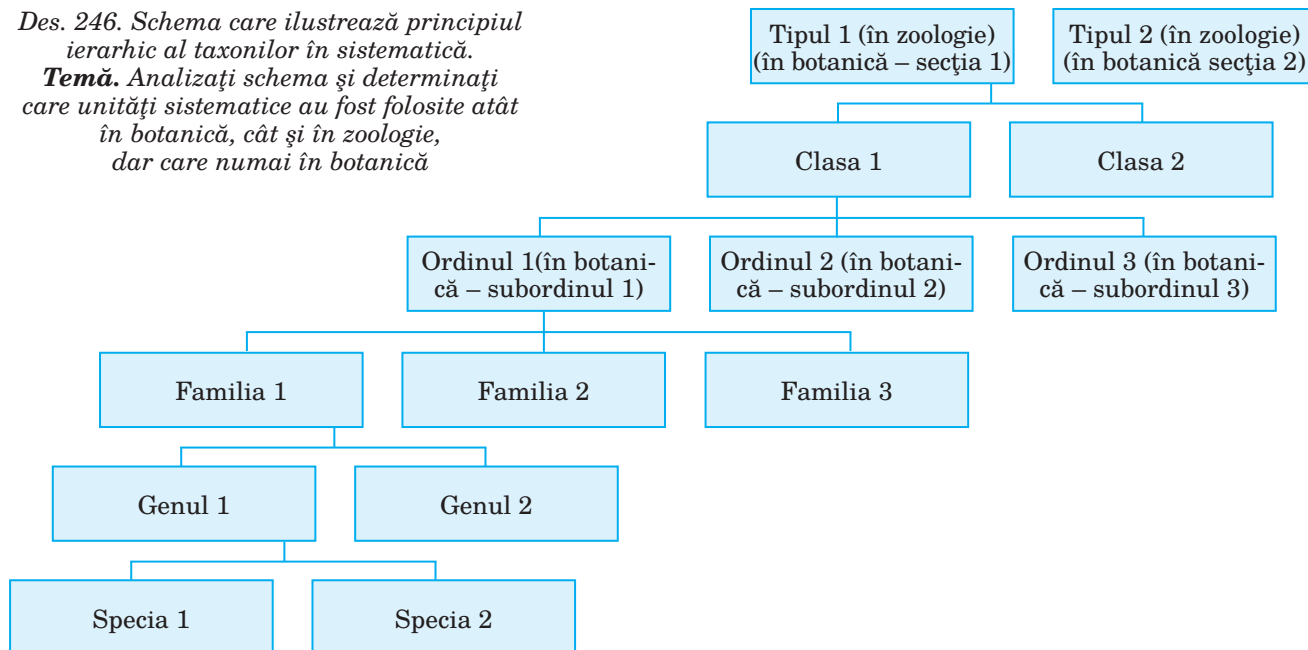 Des. 246. Schema care ilustrează principiul
ierarhic al taxonilor în sistematică.
Temă. Analizaţi schema şi determinaţi
care unităţi sistematice au fost folosite atât
în botanică, cât şi în zoologie,
dar care numai în botanică
Tipul 1 (în zoologie)
(în botanică – secţia 1)
Tipul 2 (în zoologie)
(în botanică secţia 2)
Clasa 1
Clasa 2
Ordinul 1(în botani-
că – subordinul 1)
Ordinul 2 (în botani-
că – subordinul 2)
Ordinul 3 (în botani-
că – subordinul 3)
Familia 1
Familia 2
Familia 3
Genul 1
Genul 2
Specia 1
Specia 2